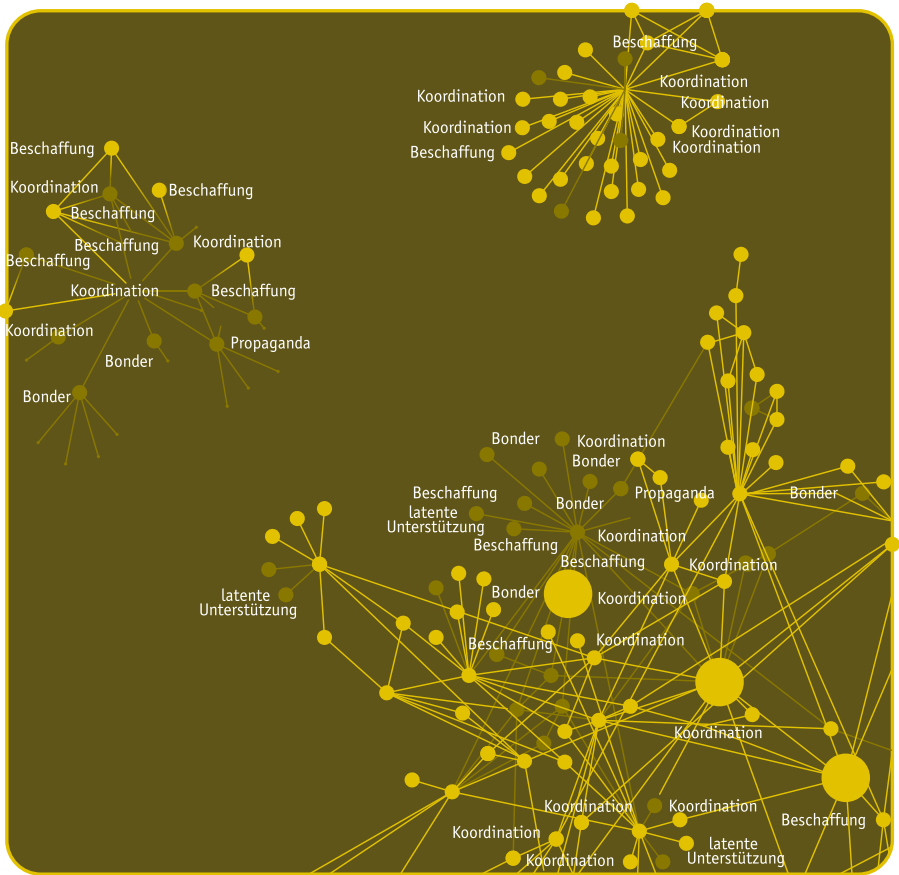 Beschaffung
Koordination
Koordination
Koordination
Koordination
Koordination
Koordination
Beschaffung
Beschaffung
Koordination
Beschaffung
Beschaffung
Beschaffung
Koordination
Beschaffung
Koordination
Beschaffung
Koordination
Propaganda
Bonder
Bonder
Bonder
Koordination
Bonder
Beschaffung
Propaganda
Bonder
Bonder
latente
Unterstützung
Koordination
Beschaffung
Beschaffung
Koordination
Bonder
Koordination
latente
Unterstützung
Beschaffung
Koordination
Koordination
Koordination
Koordination
Beschaffung
Koordination
latente
Unterstützung
Koordination